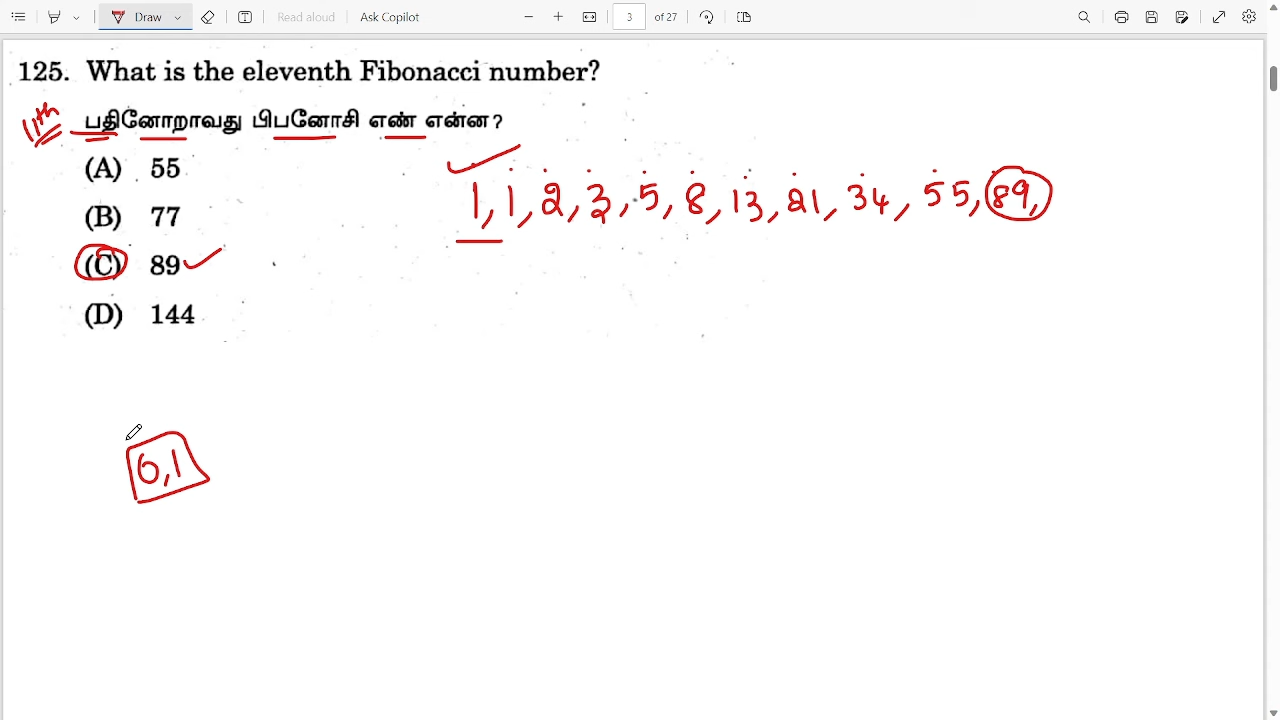 Draw Read aloud Ask Copilot 3 of 27
125. What is the eleventh Fibonacci number?
11th
பதினோறாவது பிபனோசி எண் என்ன?
(A) 55
(B) 77
(C) 89
(D) 144
1, 1, 2, 3, 5, 8, 13, 21, 34, 55, 89,
0,1